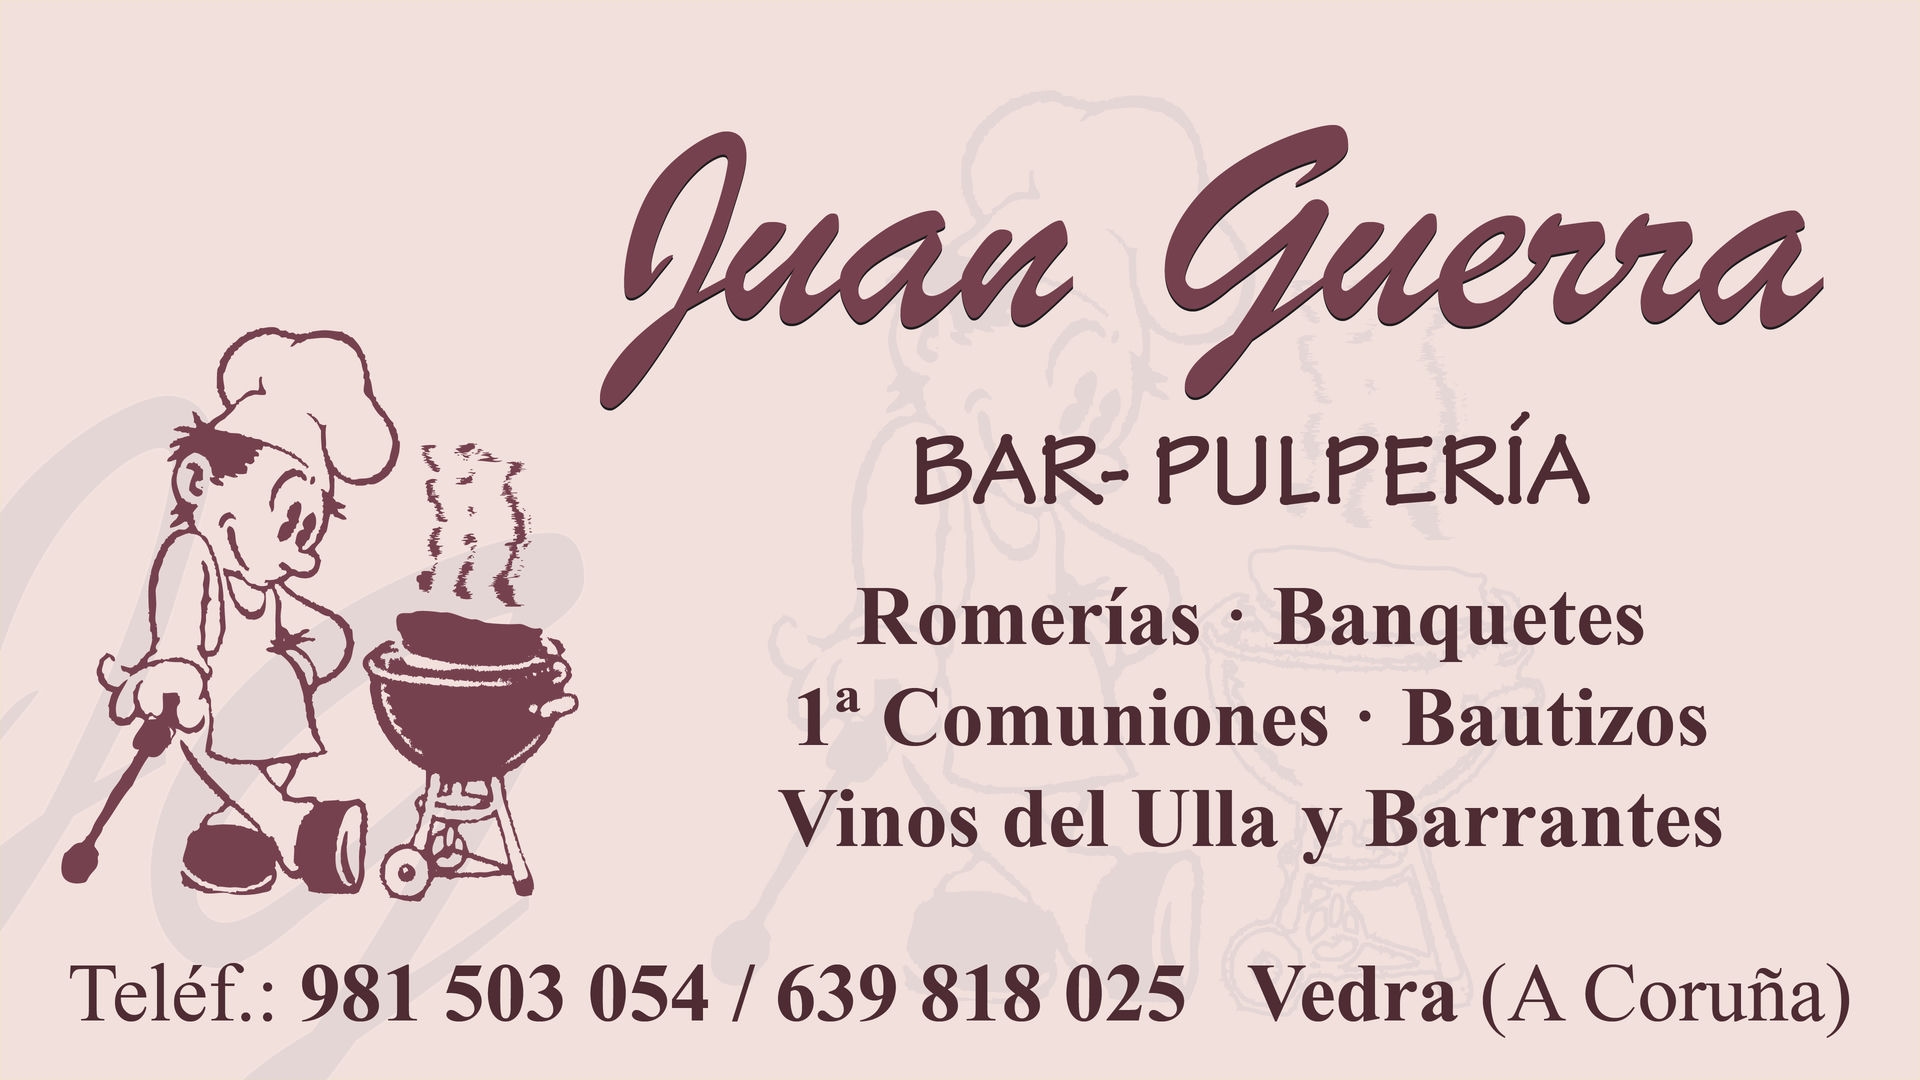 Juan Guerra
BAR- PULPERÍA
Romerías · Banquetes
1ª Comuniones · Bautizos
Vinos del Ulla y Barrantes
Teléf.: 981 503 054 / 639 818 025 Vedra (A Coruña)